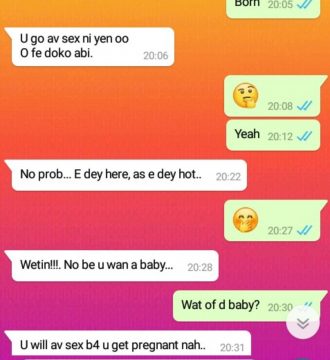 Born 20:05
U go av sex ni yen oo
O fe doko abi. 20:06
20:08
Yeah 20:12
No prob... E dey here, as e dey hot.. 20:22
20:27
Wetin!!!. No be u wan a baby... 20:28
Wat of d baby? 20:30
U will av sex b4 u get pregnant nah.. 20:31